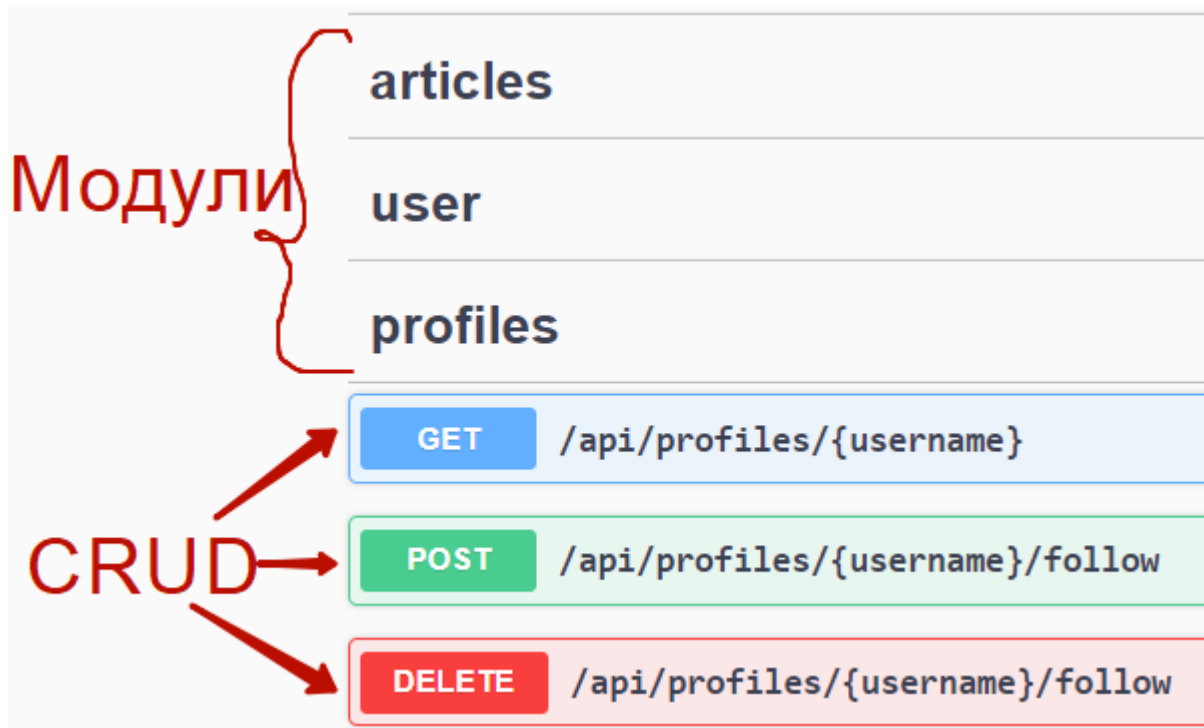 articles
Модули
user
profiles
GET /api/profiles/{username}
CRUD
POST /api/profiles/{username}/follow
DELETE /api/profiles/{username}/follow